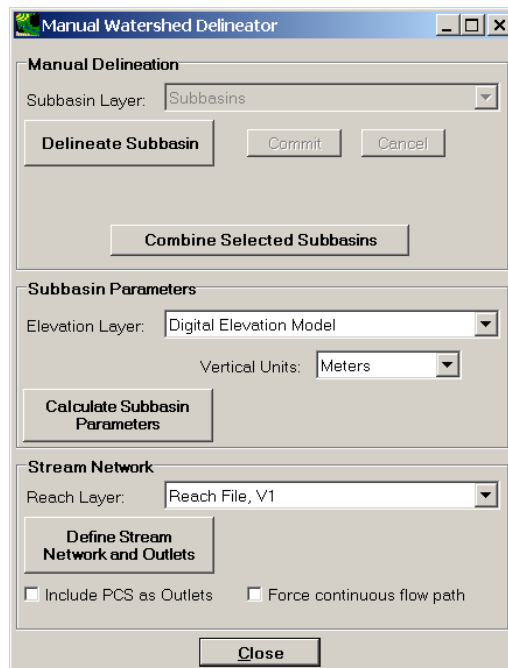 Manual Watershed Delineator
Manual Delineation
Subbasin Layer: Subbasins
Delineate Subbasin Commit Cancel
Combine Selected Subbasins
Subbasin Parameters
Elevation Layer: Digital Elevation Model
Vertical Units: Meters
Calculate Subbasin
Parameters
Stream Network
Reach Layer: Reach File, V1
Define Stream
Network and Outlets
Include PCS as Outlets Force continuous flow path
Close